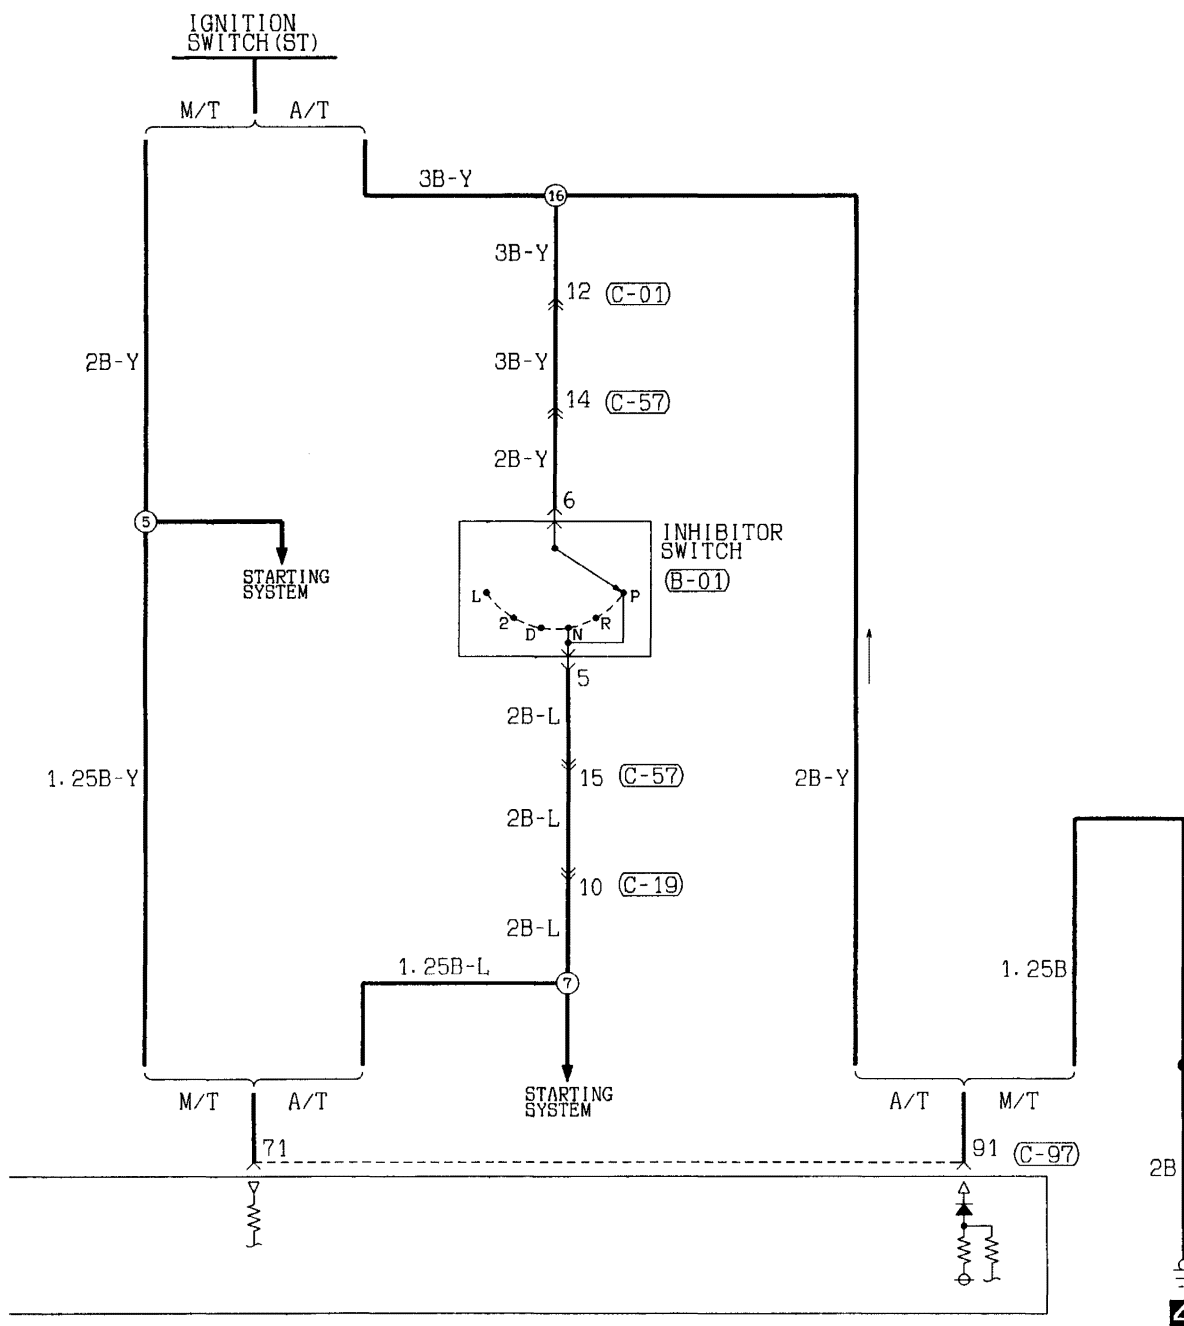 IGNITION
SWITCH(ST)
M/T
A/T
3B-Y
16
3B-Y
12
C-01
2B-Y
3B-Y
14
C-57
2B-Y
6
5
INHIBITOR
SWITCH
B-01
STARTING
SYSTEM
L
P
2
R
D
N
5
2B-L
1.25B-Y
15
C-57
2B-Y
2B-L
10
C-19
2B-L
1.25B-L
7
1.25B
M/T
A/T
STARTING
SYSTEM
A/T
M/T
71
91
C-97
2B